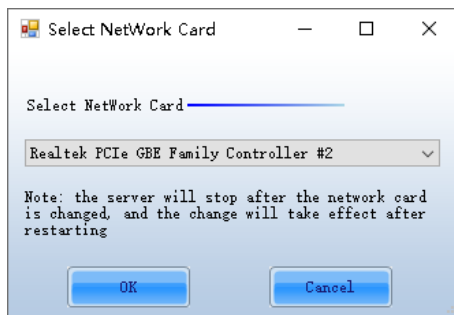 Select NetWork Card
Select NetWork Card
Realtek PCIe GBE Family Controller #2
Note: the server will stop after the network card
is changed, and the change will take effect after
restarting
OK
Cancel